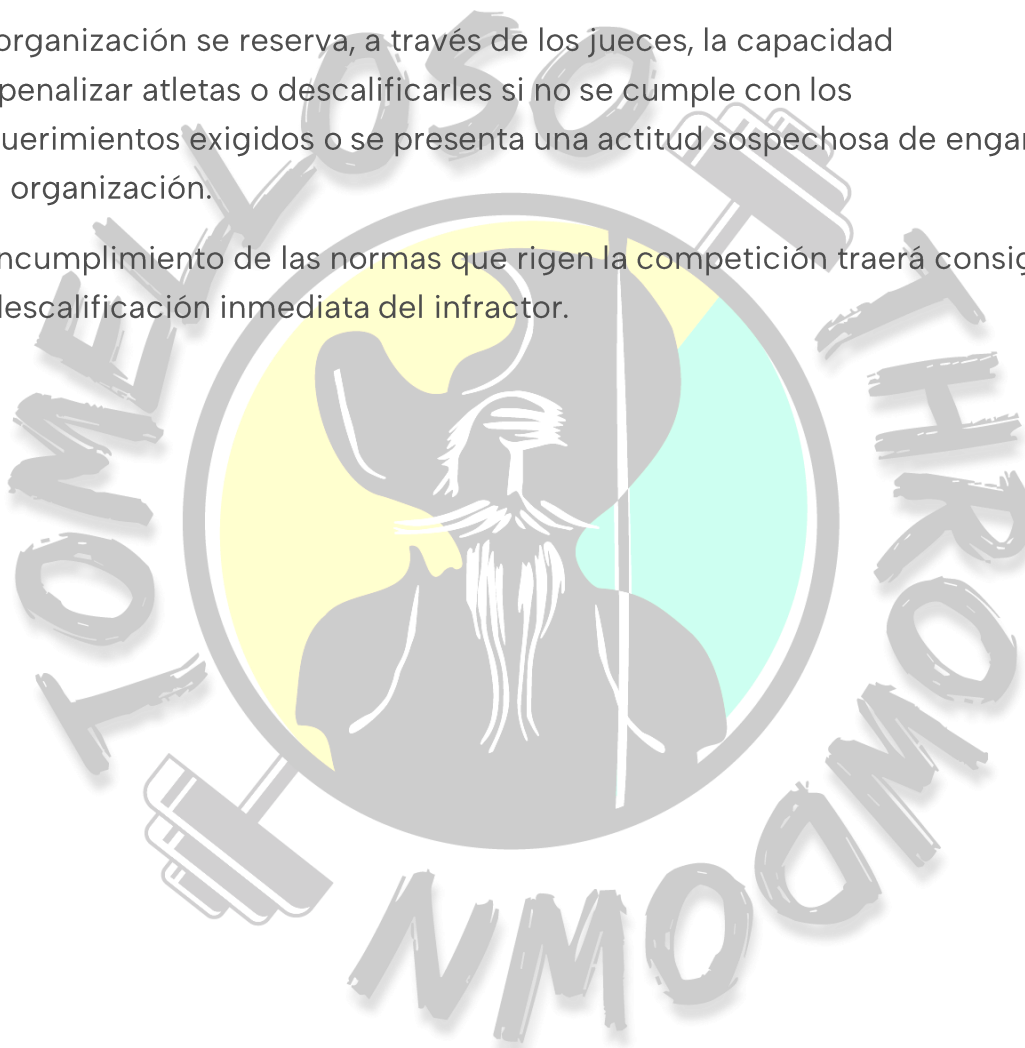 organización se reserva, a través de los jueces, la capacidad
penalizar atletas o descalificarles si no se cumple con los
uerimientos exigidos o se presenta una actitud sospechosa de engañ
organización.
ncumplimiento de las normas que rigen la competición traerá consig
descalificación inmediata del infractor.
TOMELLOSO
THROWDOWN